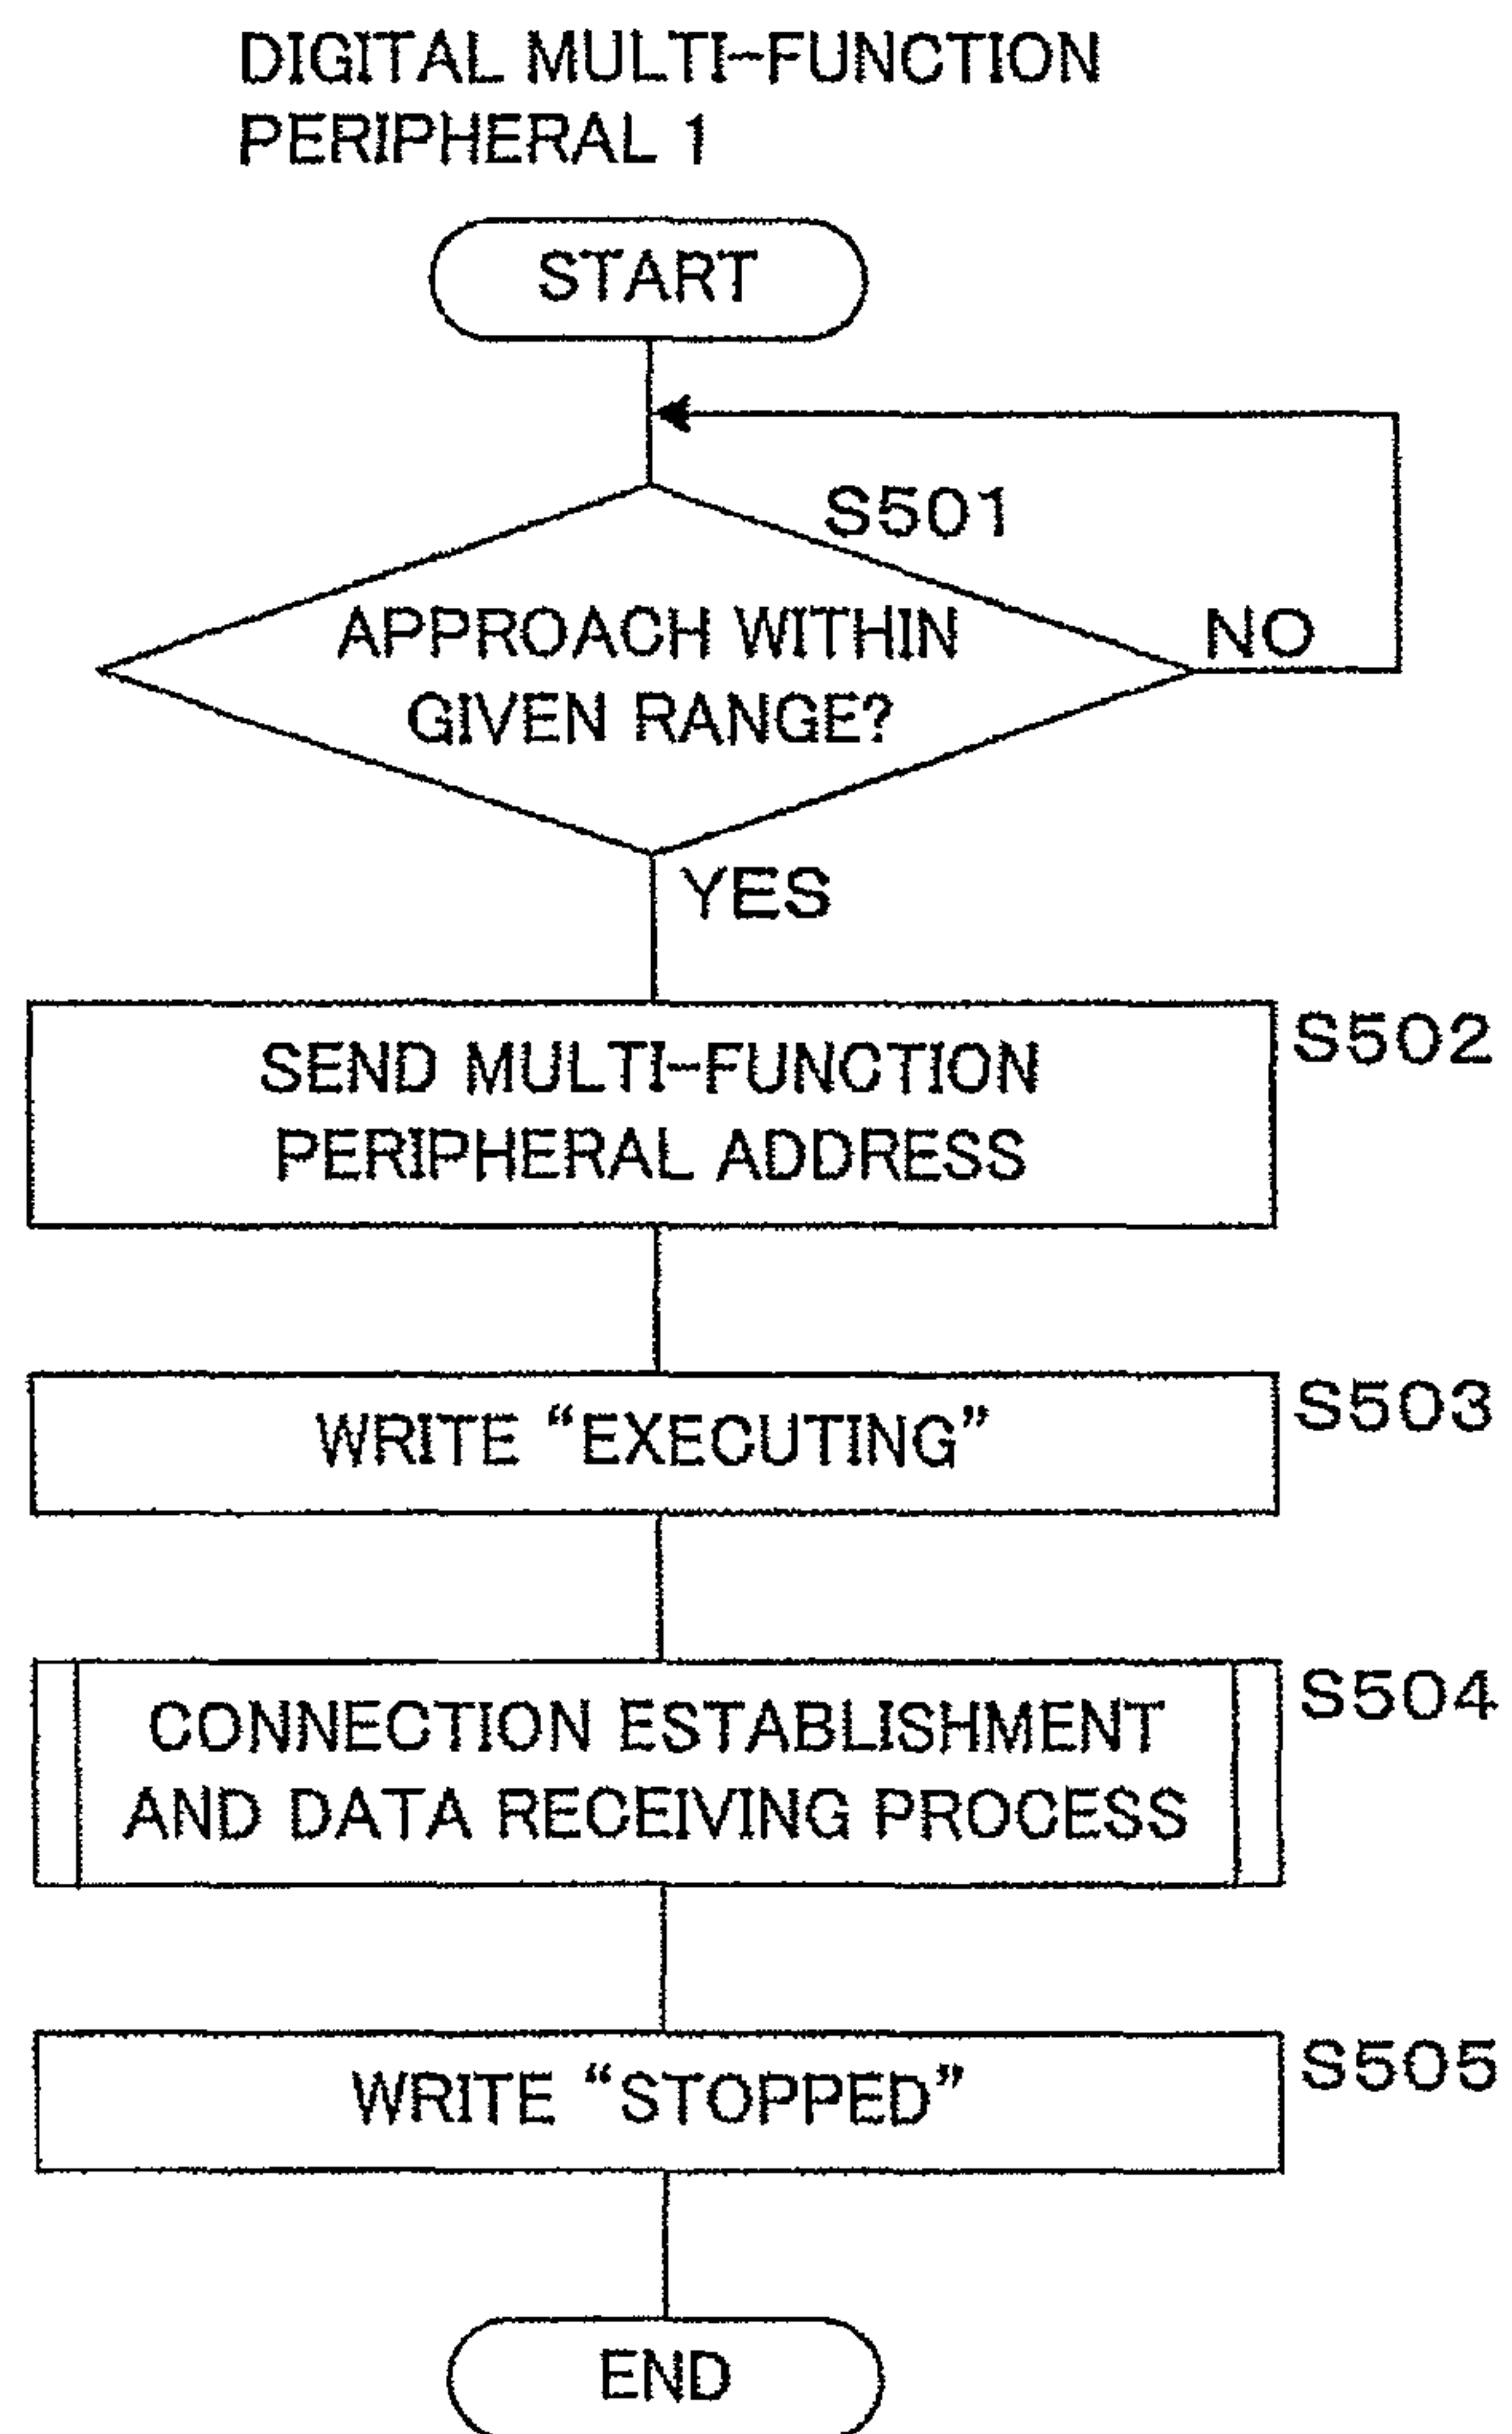 DIGITAL MULTI-FUNCTION
PERIPHERAL 1
START
S501
APPROACH WITHIN
GIVEN RANGE?
NO
YES
SEND MULTI-FUNCTION
PERIPHERAL ADDRESS
S502
WRITE “EXECUTING”
S503
CONNECTION ESTABLISHMENT
AND DATA RECEIVING PROCESS
S504
WRITE “STOPPED”
S505
END